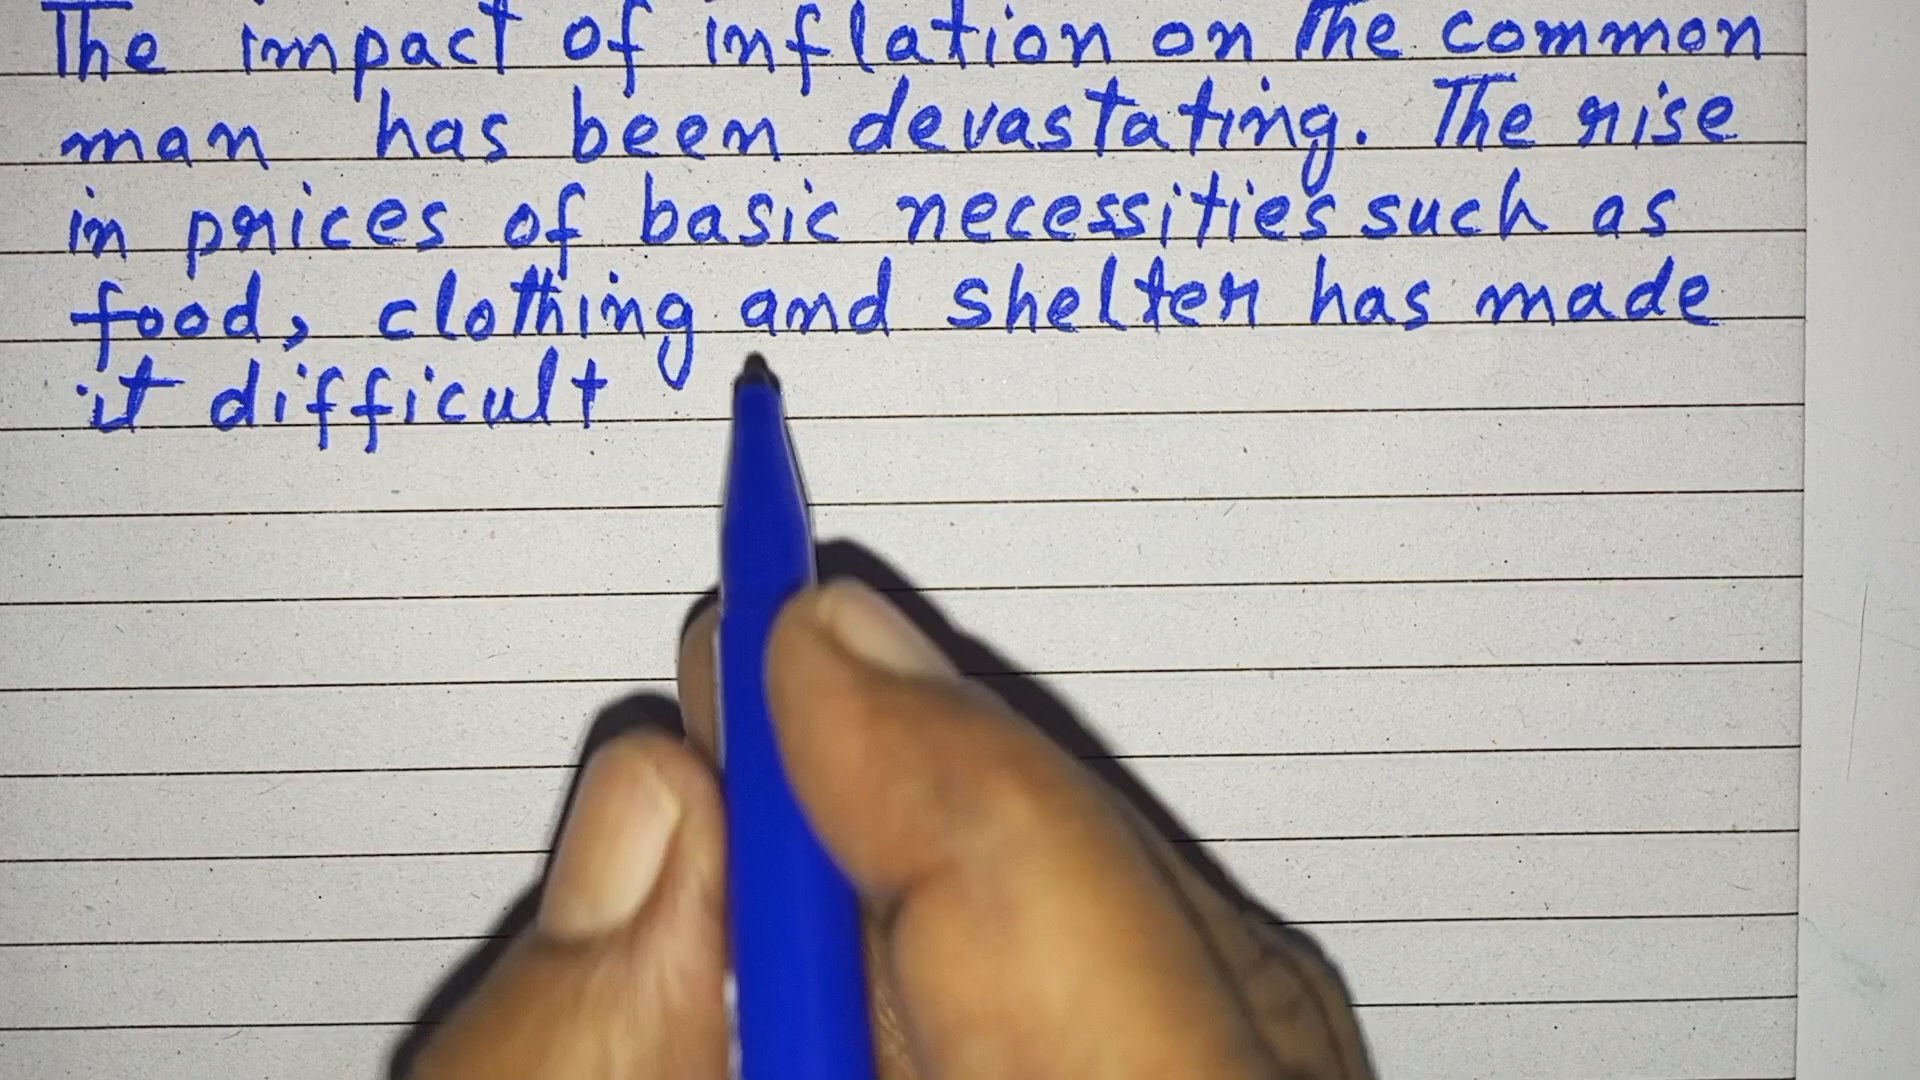 The impact of inflation on the common
man has been devastating. The rise
in prices of basic necessities such as
food, clothing and shelter has made
it difficult